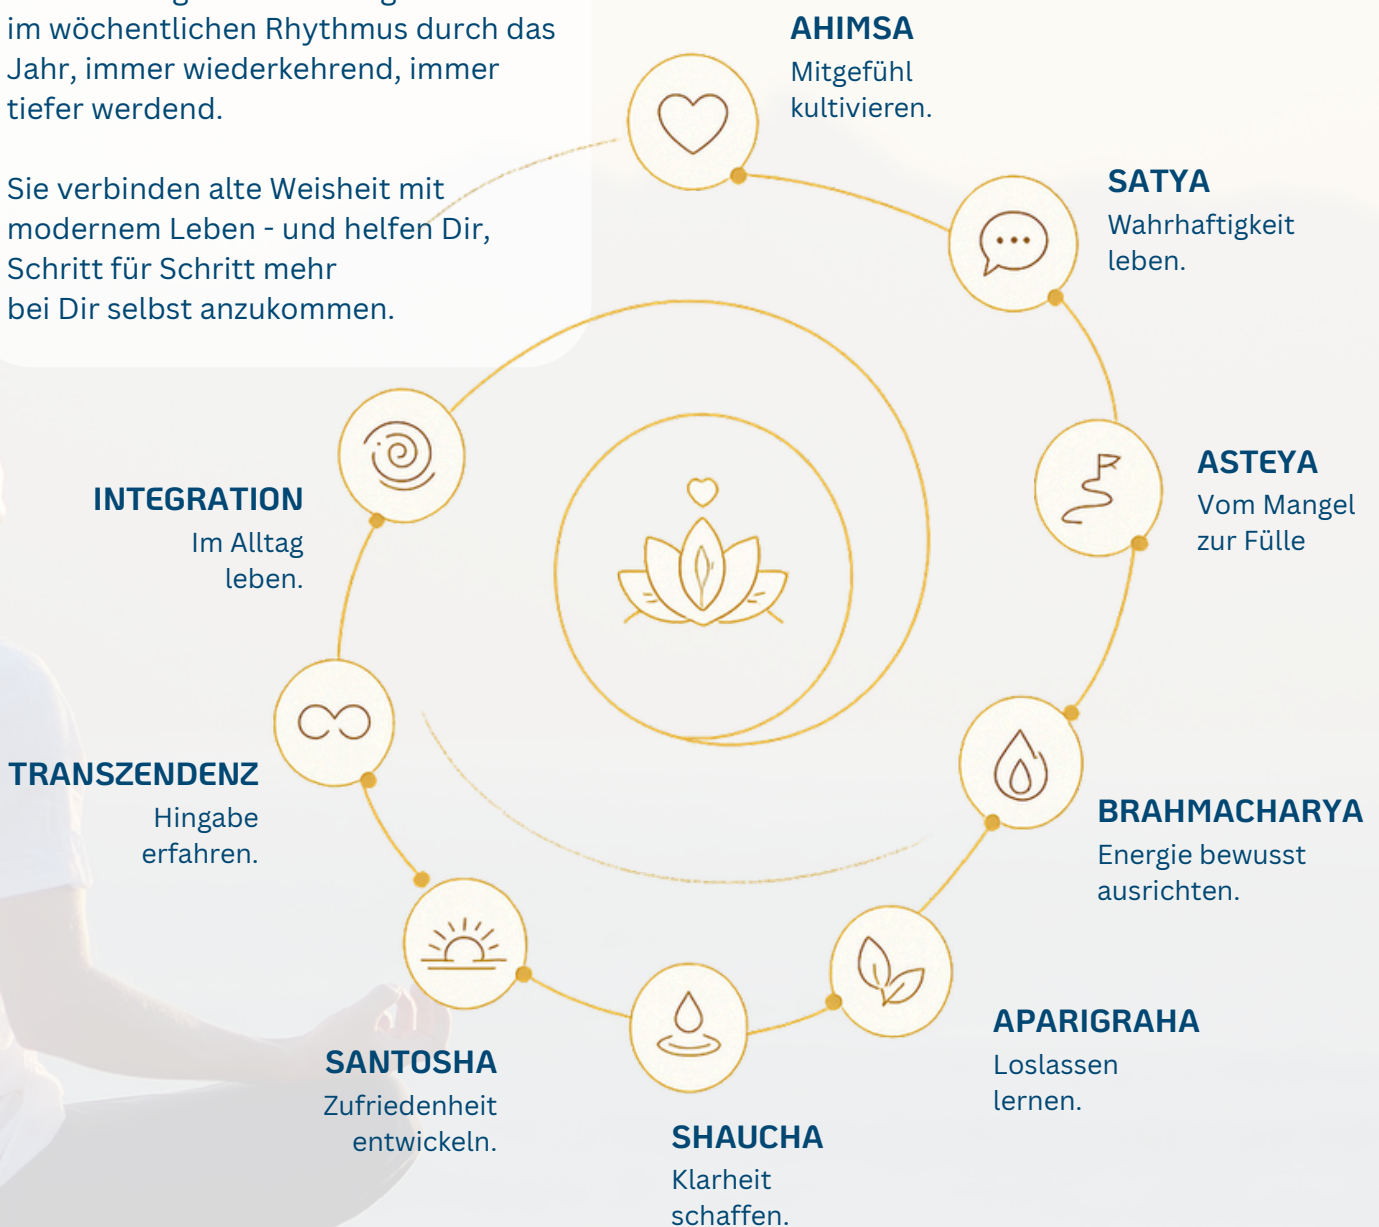 im wöchentlichen Rhythmus durch das
Jahr, immer wiederkehrend, immer
tiefer werdend.
Sie verbinden alte Weisheit mit
modernem Leben - und helfen Dir,
Schritt für Schritt mehr
bei Dir selbst anzukommen.
AHIMSA
Mitgefühl
kultivieren.
SATYA
Wahrhaftigkeit
leben.
ASTEYA
Vom Mangel
zur Fülle
BRAHMACHARYA
Energie bewusst
ausrichten.
APARIGRAHA
Loslassen
lernen.
SHAUCHA
Klarheit
schaffen.
SANTOSHA
Zufriedenheit
entwickeln.
TRANSZENDENZ
Hingabe
erfahren.
INTEGRATION
Im Alltag
leben.